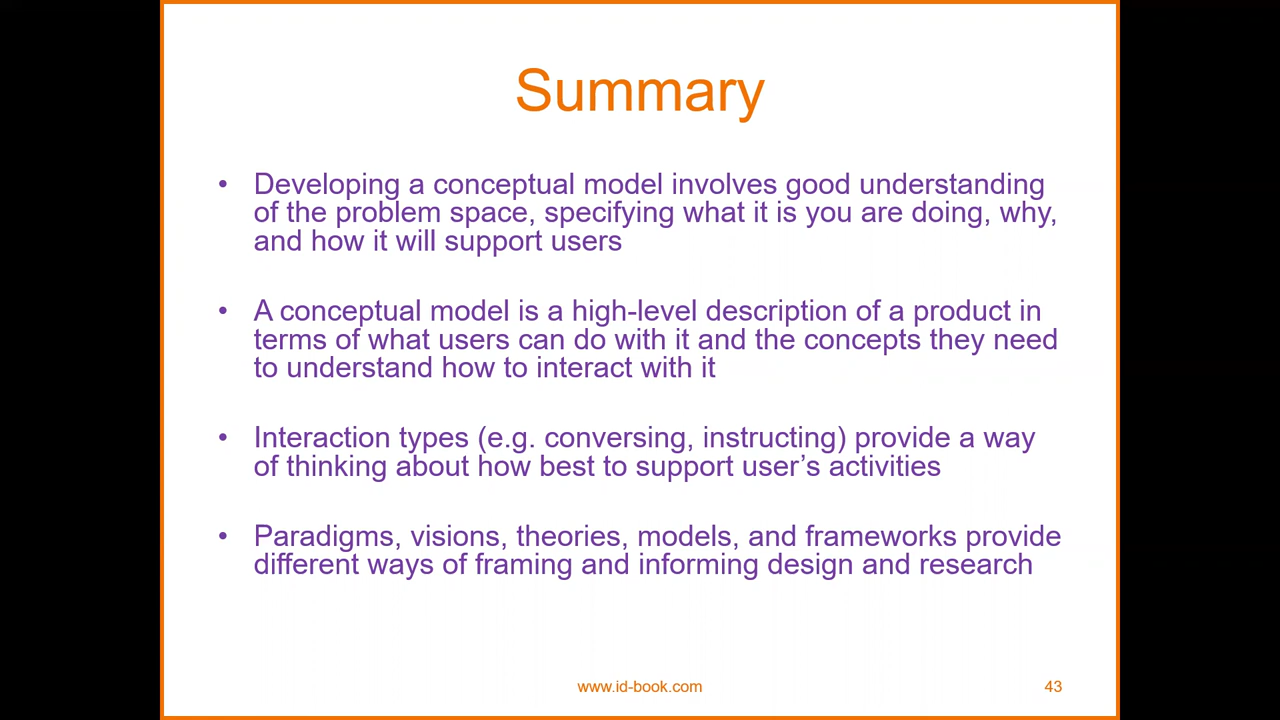 Summary
• Developing a conceptual model involves good understanding
of the problem space, specifying what it is you are doing, why,
and how it will support users
• A conceptual model is a high-level description of a product in
terms of what users can do with it and the concepts they need
to understand how to interact with it
• Interaction types (e.g. conversing, instructing) provide a way
of thinking about how best to support user’s activities
• Paradigms, visions, theories, models, and frameworks provide
different ways of framing and informing design and research
www.id-book.com
43